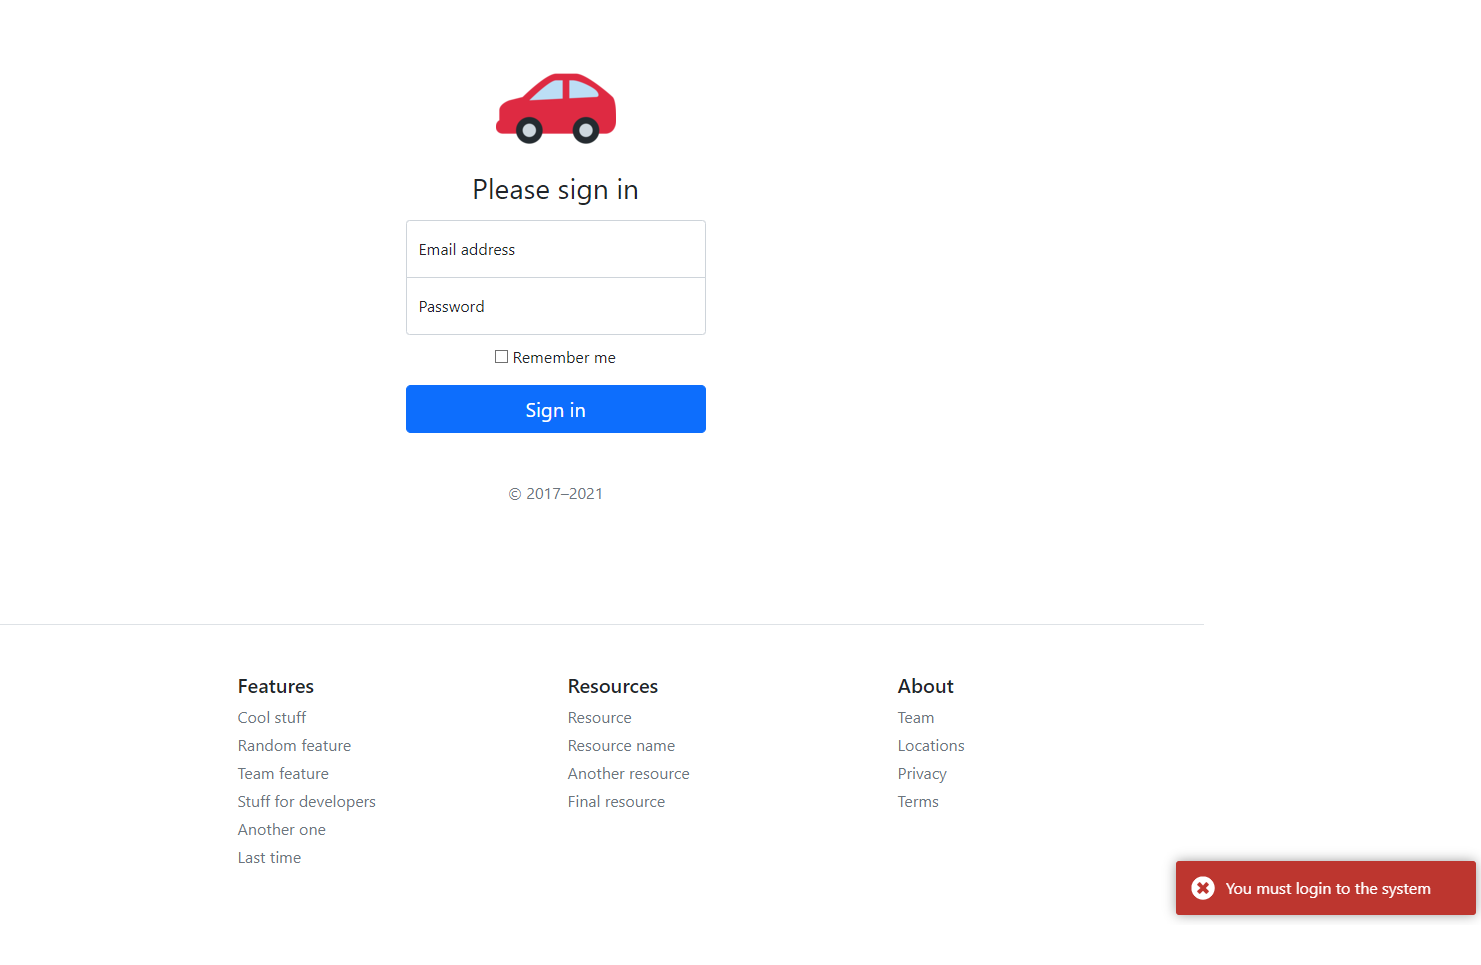 Please sign in
Email address
Password
Remember me
Sign in
© 2017–2021
Features
Cool stuff
Random feature
Team feature
Stuff for developers
Another one
Last time
Resources
Resource
Resource name
Another resource
Final resource
About
Team
Locations
Privacy
Terms
You must login to the system